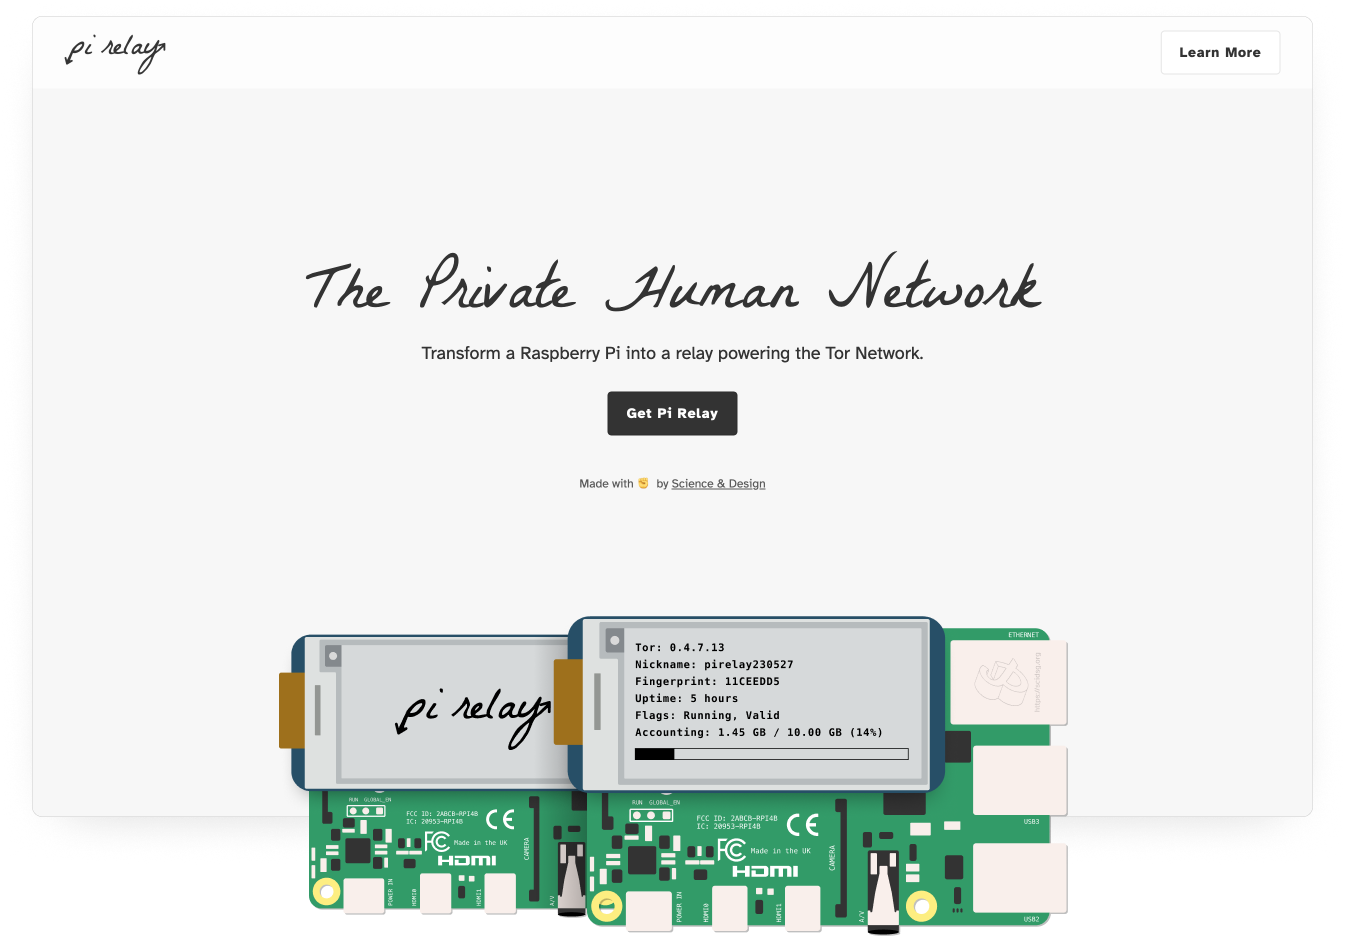 pi relay
Learn More
The Private Human Network
Transform a Raspberry Pi into a relay powering the Tor Network.
Get Pi Relay
Made with ✊ by Science & Design
pi relay
Tor: 0.4.7.13
Nickname: pirelay230527
Fingerprint: 11CEEDD5
Uptime: 5 hours
Flags: Running, Valid
Accounting: 1.45 GB / 10.00 GB (14%)
ETHERNET
https://scidsg.org
RUN GLOBAL_EN
FCC ID: 2ABCB-RPI4B
IC: 20953-RPI4B
CE
FC
Made in the UK
HDMI
CAMERA
POWER IN
HDMI0
HDMI1
A/V
RUN GLOBAL_EN
FCC ID: 2ABCB-RPI4B
IC: 20953-RPI4B
CE
FC
Made in the UK
HDMI
CAMERA
POWER IN
HDMI0
HDMI1
A/V
USB3
USB2